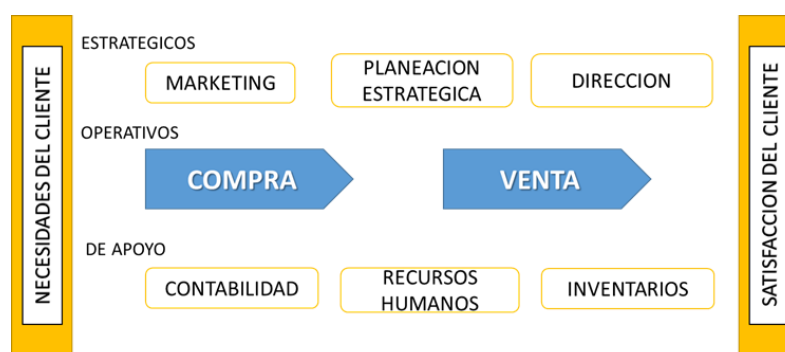 NECESIDADES DEL CLIENTE
ESTRATEGICOS
MARKETING
PLANEACION
ESTRATEGICA
DIRECCION
OPERATIVOS
COMPRA
VENTA
DE APOYO
CONTABILIDAD
RECURSOS
HUMANOS
INVENTARIOS
SATISFACCION DEL CLIENTE